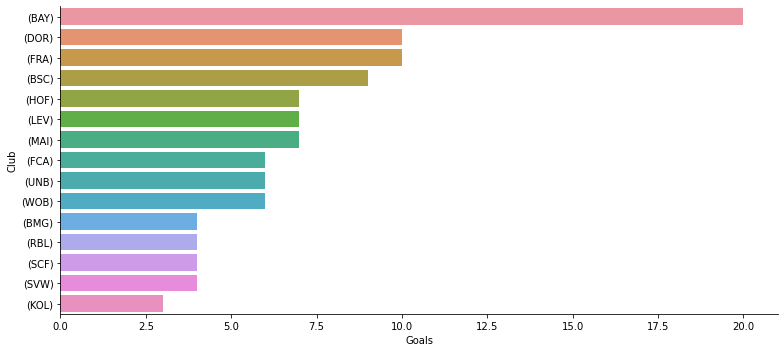 (BAY)
(DOR)
(FRA)
(BSC)
(HOF)
(LEV)
(MAI)
(FCA)
(UNB)
(WOB)
(BMG)
(RBL)
(SCF)
(SVW)
(KOL)
Club
0.0 2.5 5.0 7.5 10.0 12.5 15.0 17.5 20.0
Goals